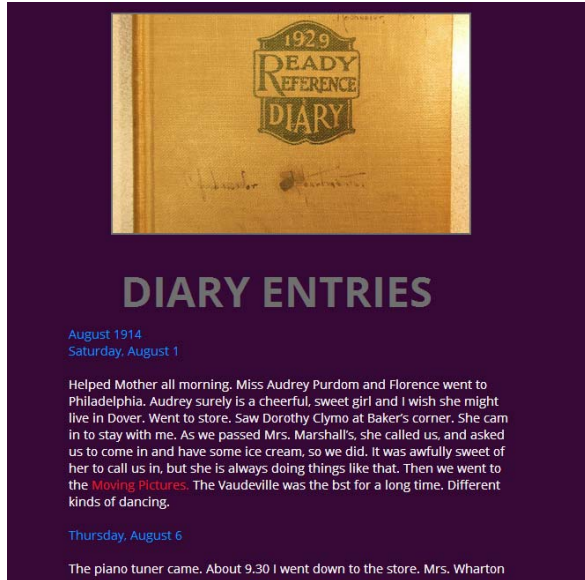 1929
READY
REFERENCE
DIARY
DIARY ENTRIES
August 1914
Saturday, August 1
Helped Mother all morning. Miss Audrey Purdom and Florence went to
Philadelphia. Audrey surely is a cheerful, sweet girl and I wish she might
live in Dover. Went to store. Saw Dorothy Clymo at Baker's corner. She cam
in to stay with me. As we passed Mrs. Marshall's, she called us, and asked
us to come in and have some ice cream, so we did. It was awfully sweet of
her to call us in, but she is always doing things like that. Then we went to
the Moving Pictures. The Vaudeville was the bst for a long time. Different
kinds of dancing.
Thursday, August 6
The piano tuner came. About 9.30 I went down to the store. Mrs. Wharton